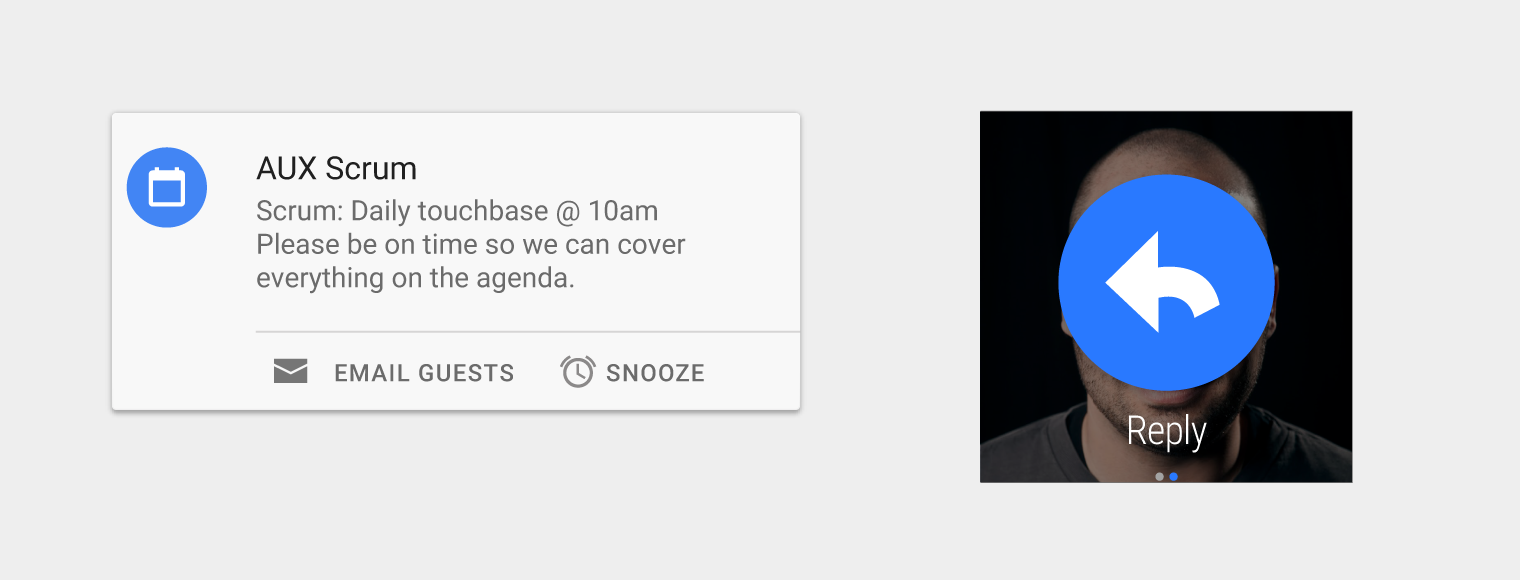 AUX Scrum
Scrum: Daily touchbase @ 10am
Please be on time so we can cover
everything on the agenda.
EMAIL GUESTS
SNOOZE
Reply